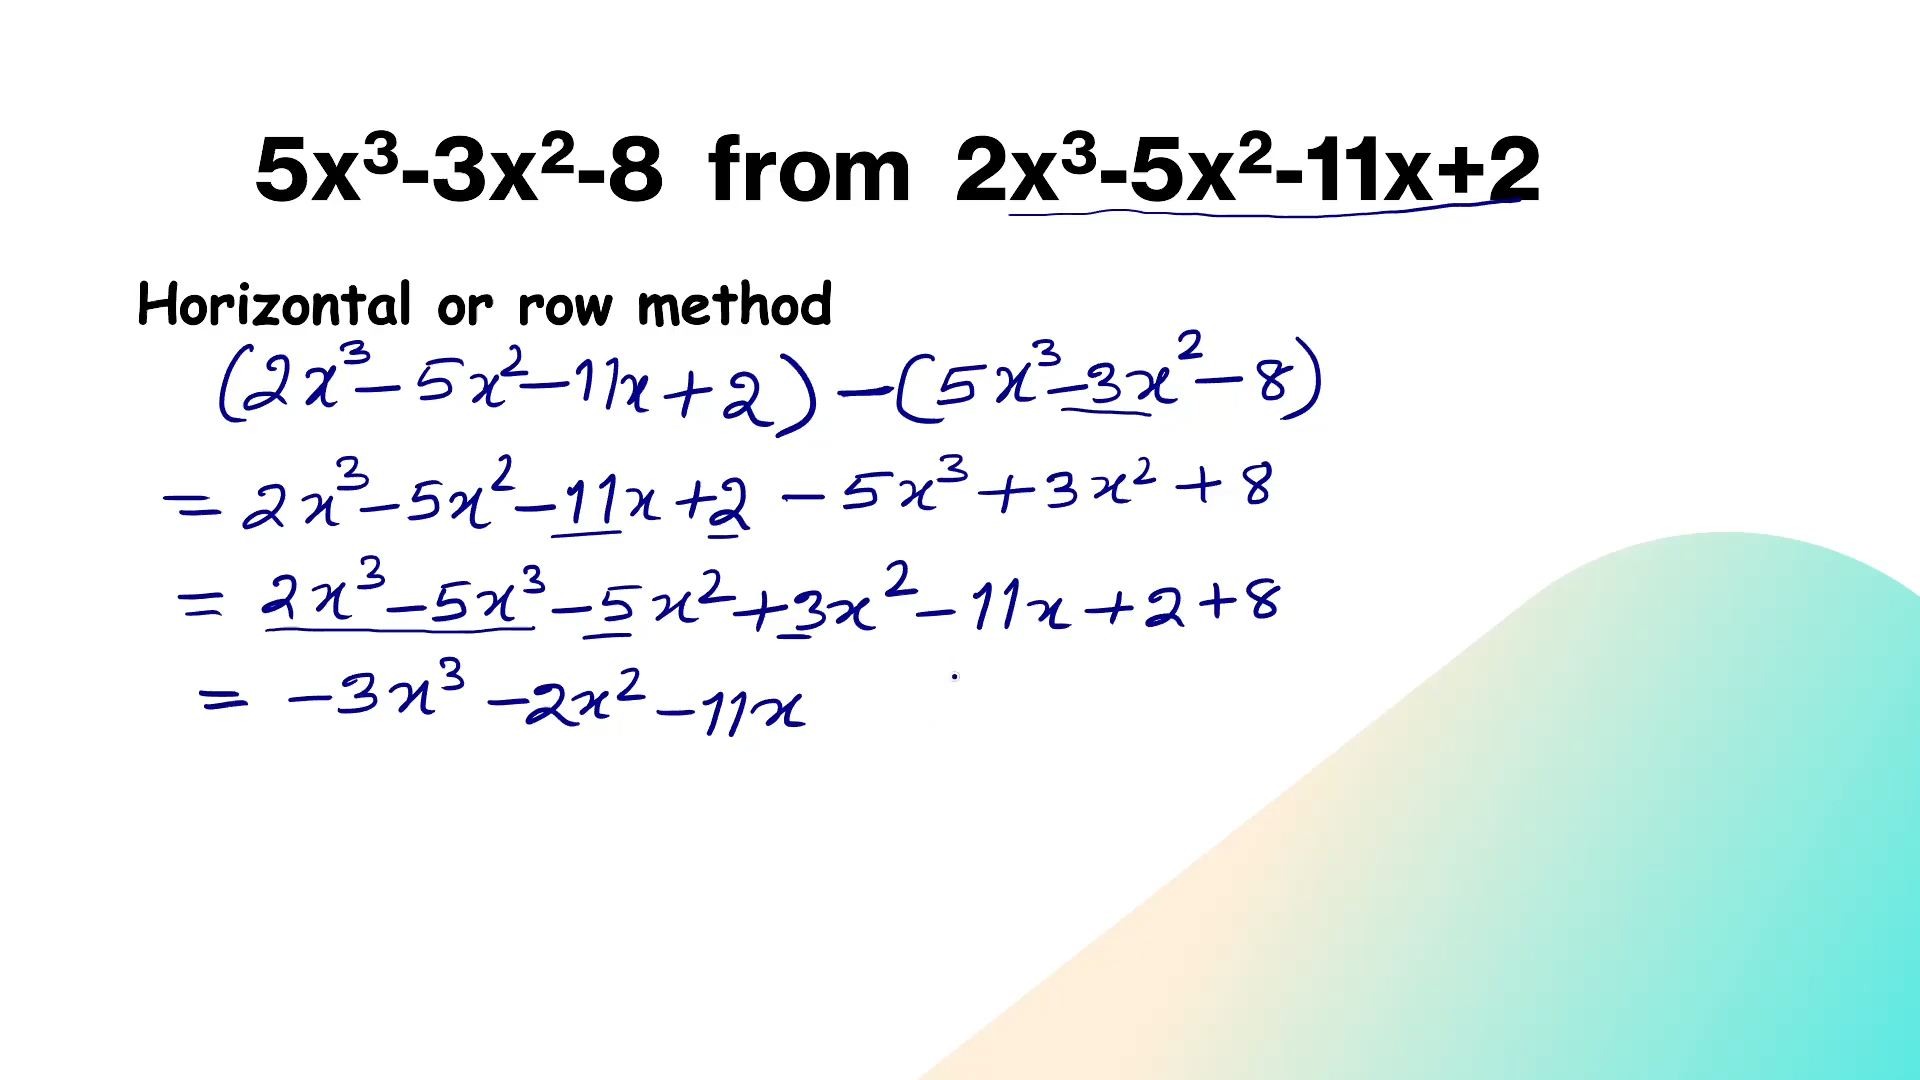 5x³-3x²-8 from 2x³-5x²-11x+2
Horizontal or row method
(2x³-5x²-11x+2)-(5x³-3x²-8)
=2x³-5x²-11x+2-5x³+3x²+8
=2x³-5x³-5x²+3x²-11x+2+8
=-3x³-2x²-11x